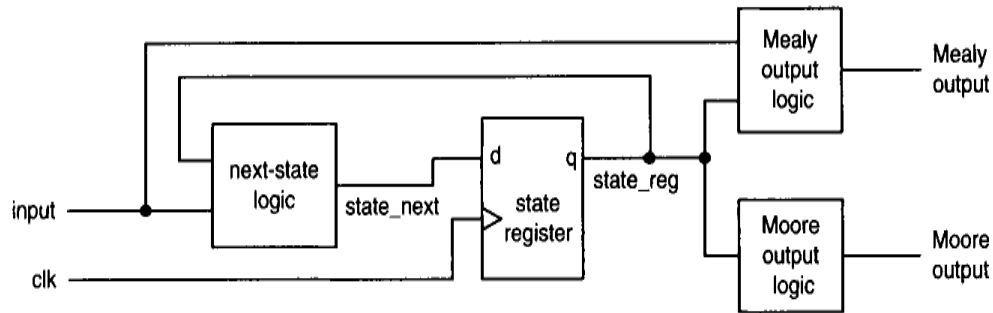 Mealy
output
logic
Mealy
output
next-state
logic
d
q
state_reg
input
state_next
state
register
clk
Moore
output
logic
Moore
output